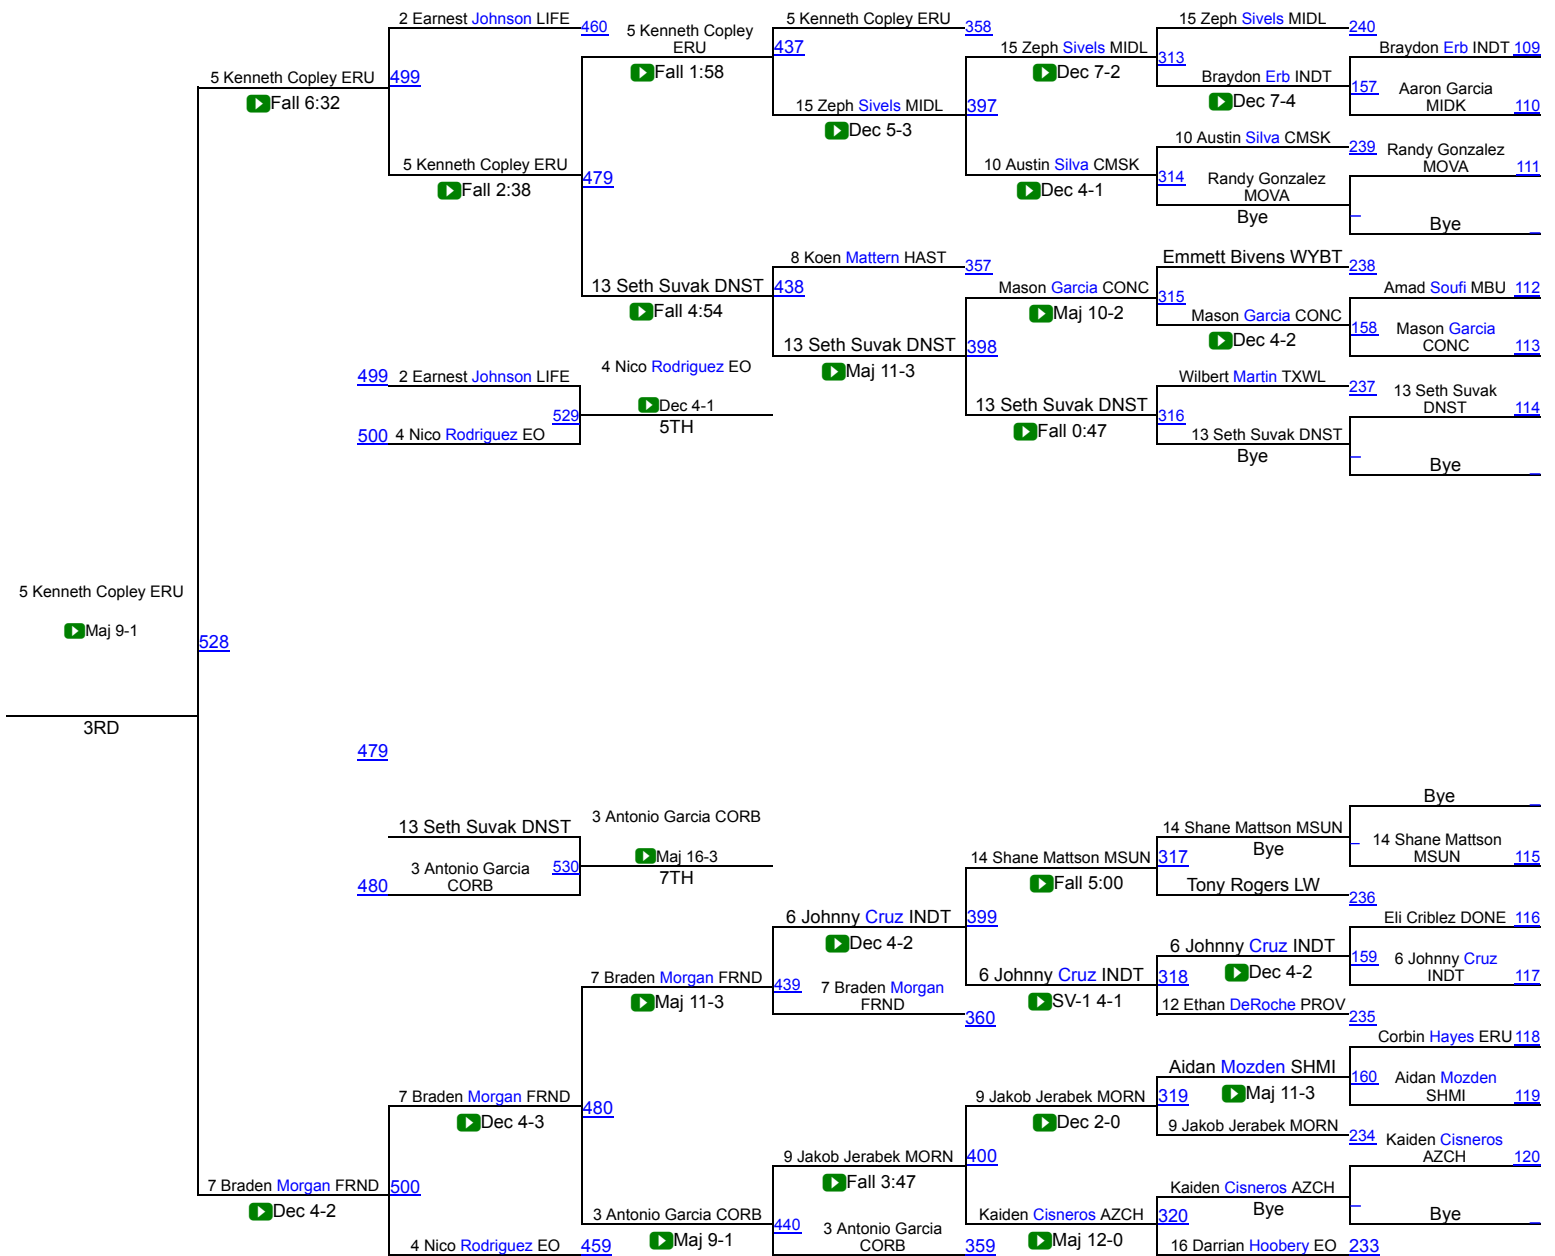 2 Earnest Johnson LIFE
460
5 Kenneth Copley
ERU
Fall 1:58
437
5 Kenneth Copley ERU
358
15 Zeph Sivels MIDL
Dec 7-2
313
15 Zeph Sivels MIDL
240
Braydon Erb INDT 109
Braydon Erb INDT
Dec 7-4
157
Aaron Garcia
MIDK
110
5 Kenneth Copley ERU
Fall 6:32
499
15 Zeph Sivels MIDL
Dec 5-3
397
10 Austin Silva CMSK
239
Randy Gonzalez
MOVA
111
5 Kenneth Copley ERU
Fall 2:38
479
10 Austin Silva CMSK
Dec 4-1
314
Randy Gonzalez
MOVA
Bye
Bye
8 Koen Mattern HAST
357
13 Seth Suvak DNST
Fall 4:54
438
Emmett Bivens WYBT
238
Mason Garcia CONC
Maj 10-2
315
Amad Soufi MBU 112
Mason Garcia CONC
Dec 4-2
158
Mason Garcia
CONC
113
13 Seth Suvak DNST
Maj 11-3
398
499
2 Earnest Johnson LIFE
4 Nico Rodriguez EO
Dec 4-1
529
5TH
500
4 Nico Rodriguez EO
Wilbert Martin TXWL
237
13 Seth Suvak
DNST
114
13 Seth Suvak DNST
Fall 0:47
316
13 Seth Suvak DNST
Bye
Bye
5 Kenneth Copley ERU
Maj 9-1
528
3RD
479
13 Seth Suvak DNST
3 Antonio Garcia CORB
Maj 16-3
530
7TH
3 Antonio Garcia
CORB
480
Bye
14 Shane Mattson MSUN
Bye
14 Shane Mattson
MSUN
115
14 Shane Mattson MSUN
Fall 5:00
317
Tony Rogers LW
236
6 Johnny Cruz INDT
Dec 4-2
399
Eli Criblez DONE 116
6 Johnny Cruz INDT
Dec 4-2
159
6 Johnny Cruz
INDT
117
7 Braden Morgan FRND
Maj 11-3
439
7 Braden Morgan
FRND
360
6 Johnny Cruz INDT
SV-1 4-1
318
12 Ethan DeRoche PROV
235
Corbin Hayes ERU 118
Aidan Mozden SHMI
Maj 11-3
160
Aidan Mozden
SHMI
119
7 Braden Morgan FRND
Dec 4-3
480
9 Jakob Jerabek MORN
Dec 2-0
319
9 Jakob Jerabek MORN
234
Kaiden Cisneros
AZCH
120
9 Jakob Jerabek MORN
Fall 3:47
400
7 Braden Morgan FRND
Dec 4-2
500
Kaiden Cisneros AZCH
Bye
Bye
3 Antonio Garcia CORB
Maj 9-1
440
3 Antonio Garcia
CORB
359
Kaiden Cisneros AZCH
Maj 12-0
320
4 Nico Rodriguez EO
459
16 Darrian Hoobery EO
233